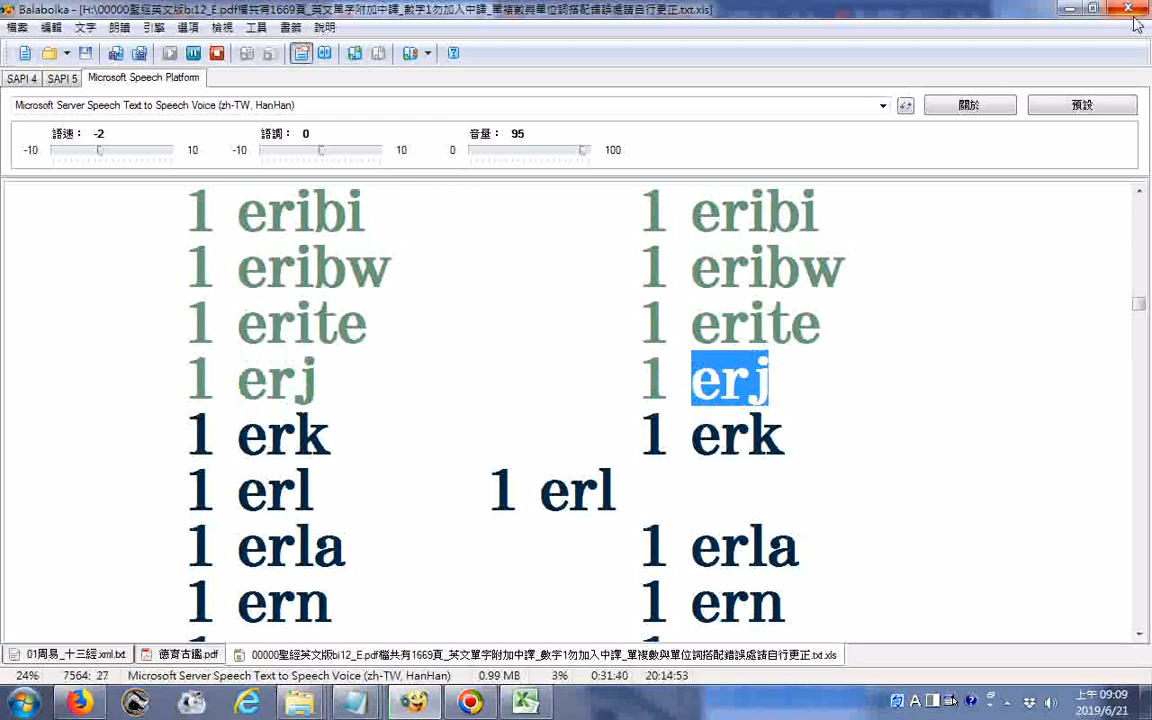 Balabolka - [H:\00000聖經英文版bi12_E.pdf檔共有1669頁_英文單字附加中譯_數字1勿加入中譯_單複數與單位詞搭配錯誤處請自行更正.txt.xls]
檔案 編輯 文字 朗讀 引擎 選項 檢視 工具 書籤 說明
SAPI 4 SAPI 5 Microsoft Speech Platform
Microsoft Server Speech Text to Speech Voice (zh-TW, HanHan) 關於 預設
語速： -2 語調： 0 音量： 95
-10 10 -10 10 0 100
1 eribi 1 eribi
1 eribw 1 eribw
1 erite 1 erite
1 erj 1 erj
1 erk 1 erk
1 erl 1 erl
1 erla 1 erla
1 ern 1 ern
01周易_十三經.xml.txt 德育古鑑.pdf 00000聖經英文版bi12_E.pdf檔共有1669頁_英文單字附加中譯_數字1勿加入中譯_單複數與單位詞搭配錯誤處請自行更正.txt.xls
24% 7564: 27 Microsoft Server Speech Text to Speech Voice (zh-TW, HanHan) 0.99 MB 3% 0:31:40 20:14:53
上午 09:09
2019/6/21